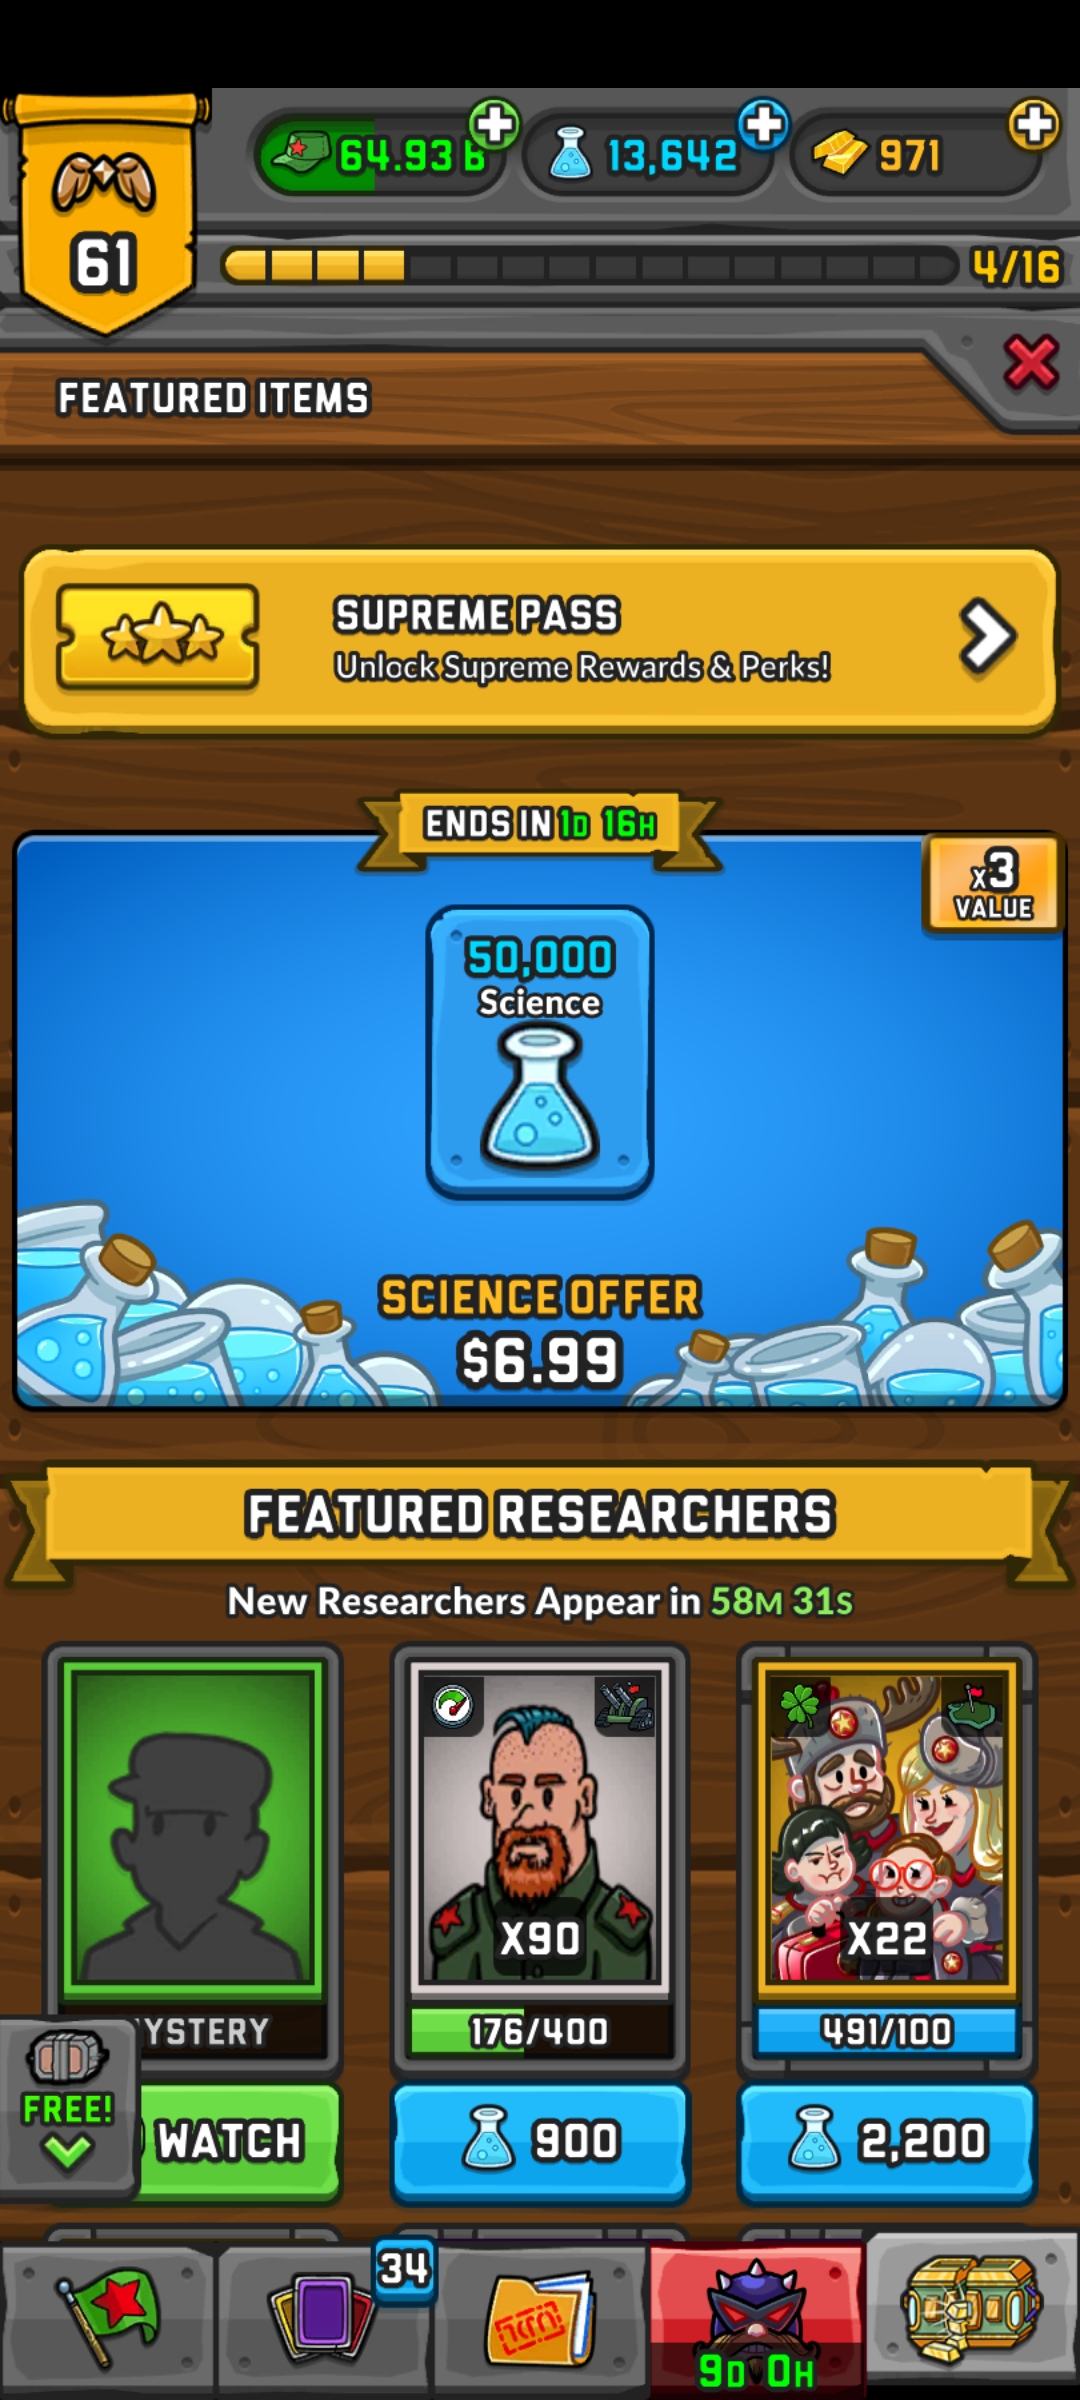 64.93 B
13,642
971
61
4/16
FEATURED ITEMS
SUPREME PASS
Unlock Supreme Rewards & Perks!
ENDS IN 1D 16H
x3
VALUE
50,000
Science
SCIENCE OFFER
$6.99
FEATURED RESEARCHERS
New Researchers Appear in 58M 31S
X90
X22
YSTERY
176/400
491/100
FREE!
WATCH
900
2,200
34
9D 0H